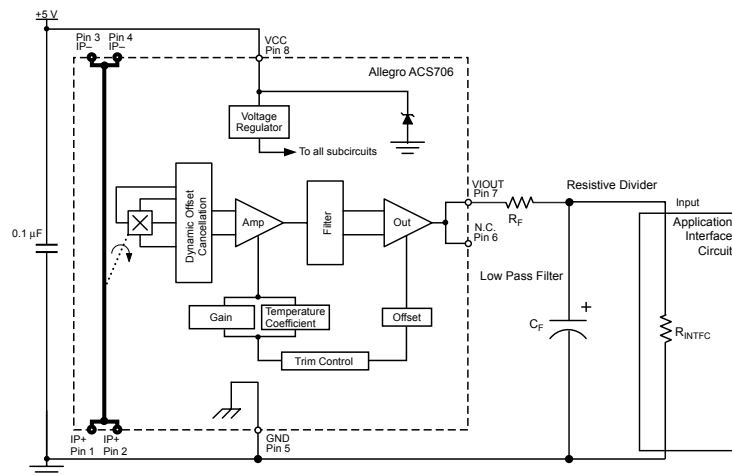 +5 V
Pin 3 Pin 4
IP– IP–
VCC
Pin 8
Allegro ACS706
Voltage
Regulator
To all subcircuits
0.1 µF
Dynamic Offset
Cancellation
Amp
Filter
Out
VIOUT
Pin 7
N.C.
Pin 6
RF
Resistive Divider
Input
Application
Interface
Circuit
Low Pass Filter
Gain
Temperature
Coefficient
Offset
CF
+
RINTFC
Trim Control
IP+ IP+
Pin 1 Pin 2
GND
Pin 5